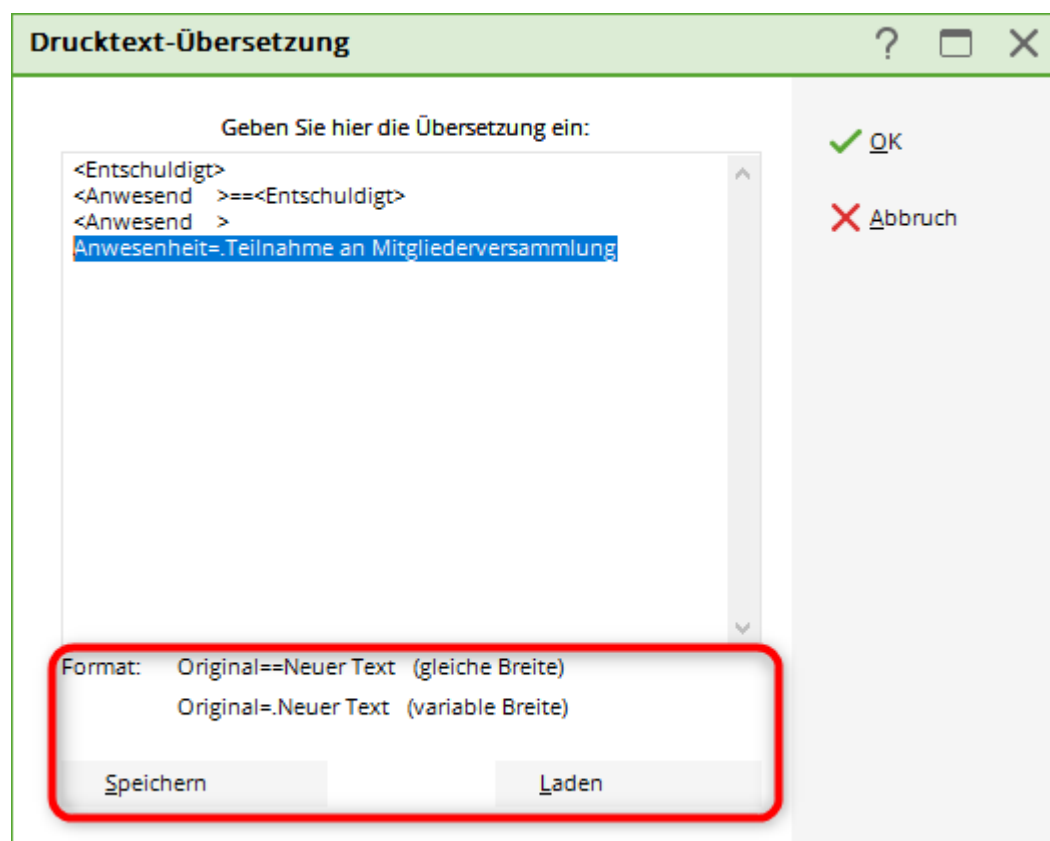 Drucktext-Übersetzung ?
Geben Sie hier die Übersetzung ein:
<Entschuldigt>
<Anwesend   >==<Entschuldigt>
<Anwesend   >
Anwesenheit=.Teilnahme an Mitgliederversammlung
OK
Abbruch
Format: Original==Neuer Text (gleiche Breite)
Original=.Neuer Text (variable Breite)
Speichern Laden